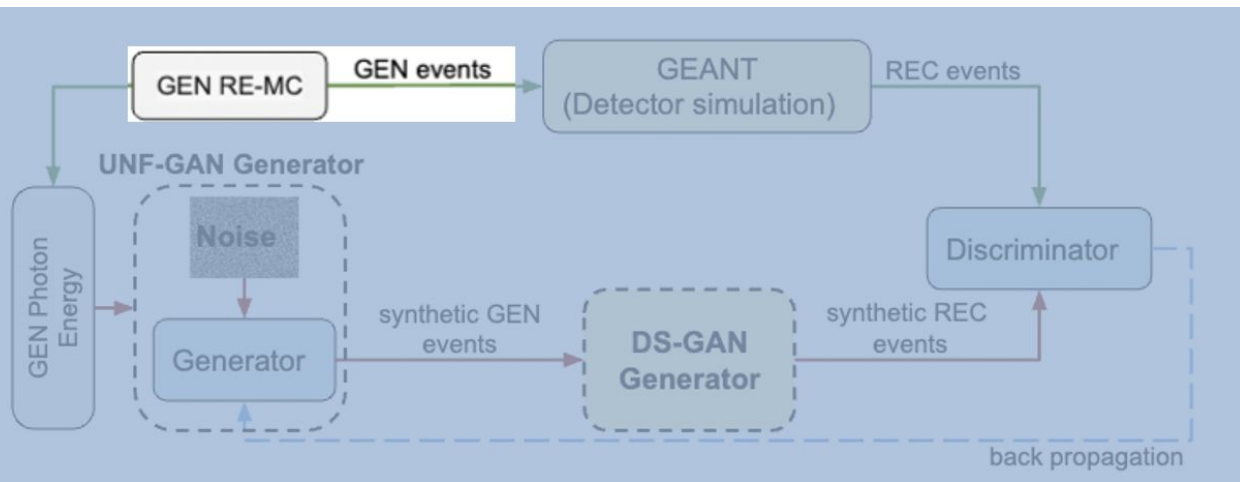 GEN RE-MC
GEN events
GEANT
(Detector simulation)
REC events
UNF-GAN Generator
GEN Photon
Energy
Noise
Generator
synthetic GEN
events
DS-GAN
Generator
synthetic REC
events
Discriminator
back propagation